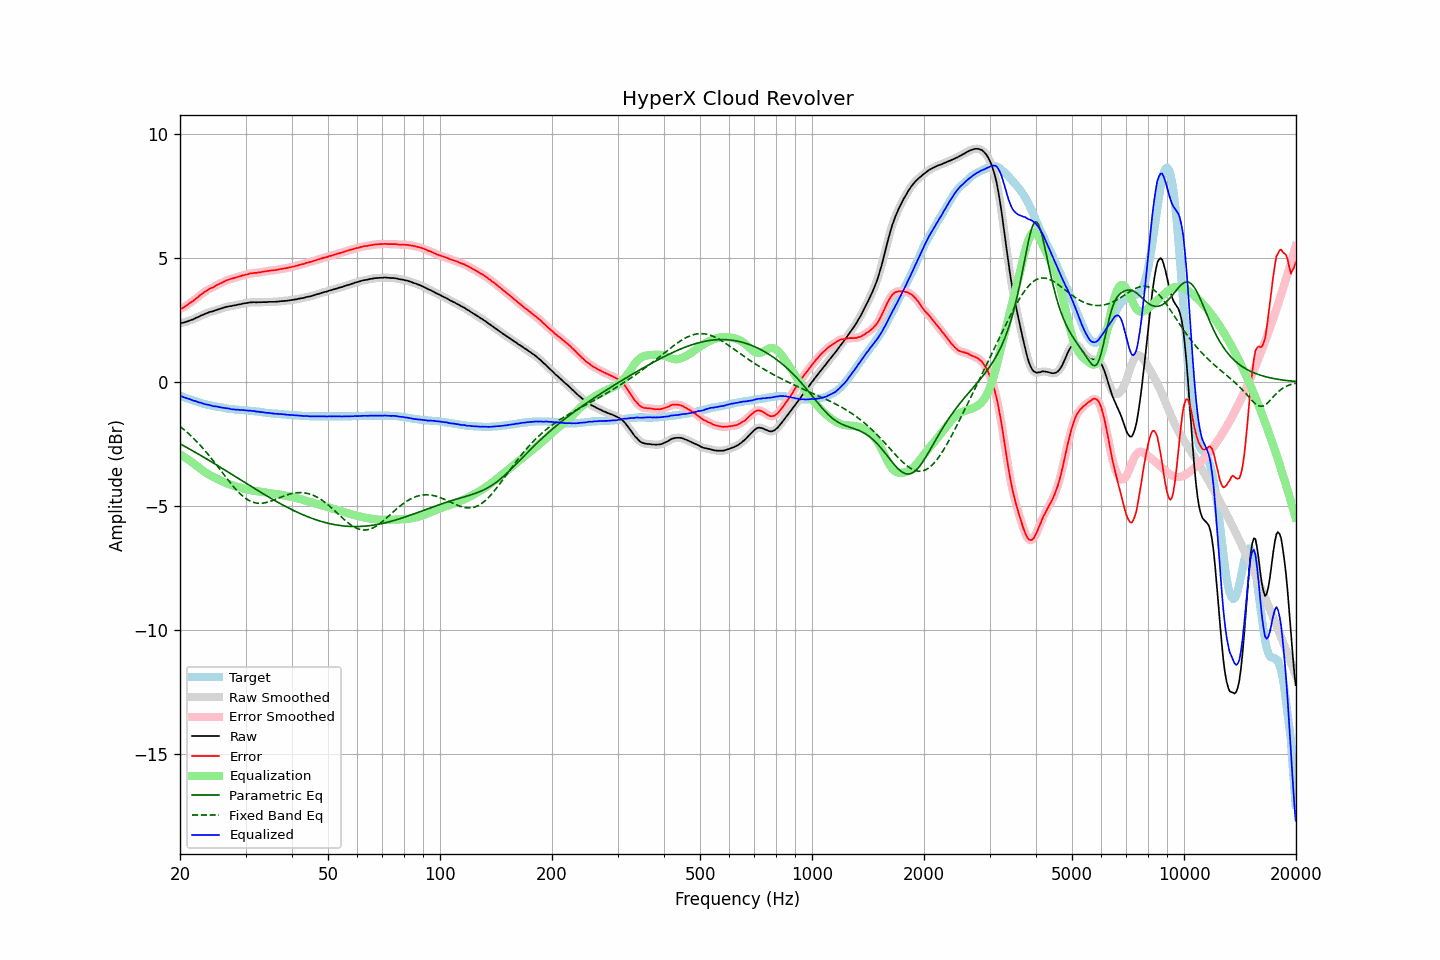 HyperX Cloud Revolver
Amplitude (dBr)
10
5
0
−5
−10
−15
Target
Raw Smoothed
Error Smoothed
Raw
Error
Equalization
Parametric Eq
Fixed Band Eq
Equalized
20 50 100 200 500 1000 2000 5000 10000 20000
Frequency (Hz)